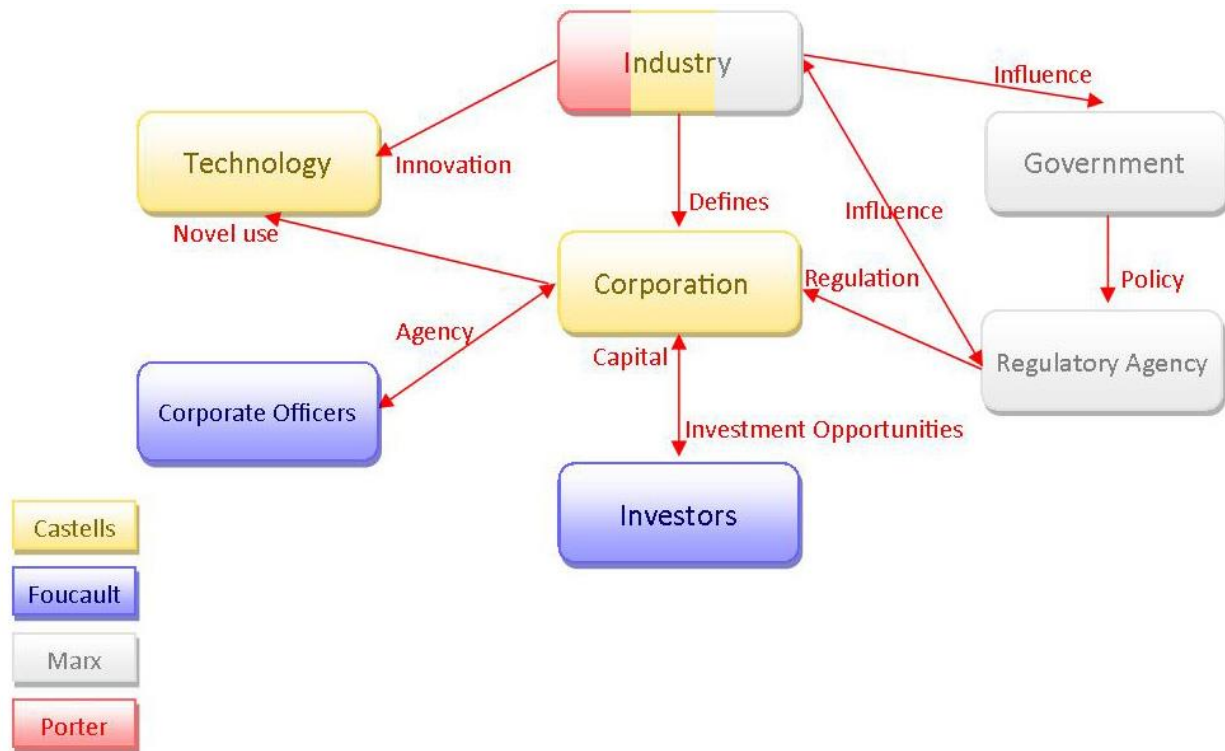 Industry
Influence
Technology
Innovation
Government
Defines
Influence
Novel use
Corporation
Regulation
Policy
Agency
Capital
Regulatory Agency
Corporate Officers
Investment Opportunities
Investors
Castells
Foucault
Marx
Porter